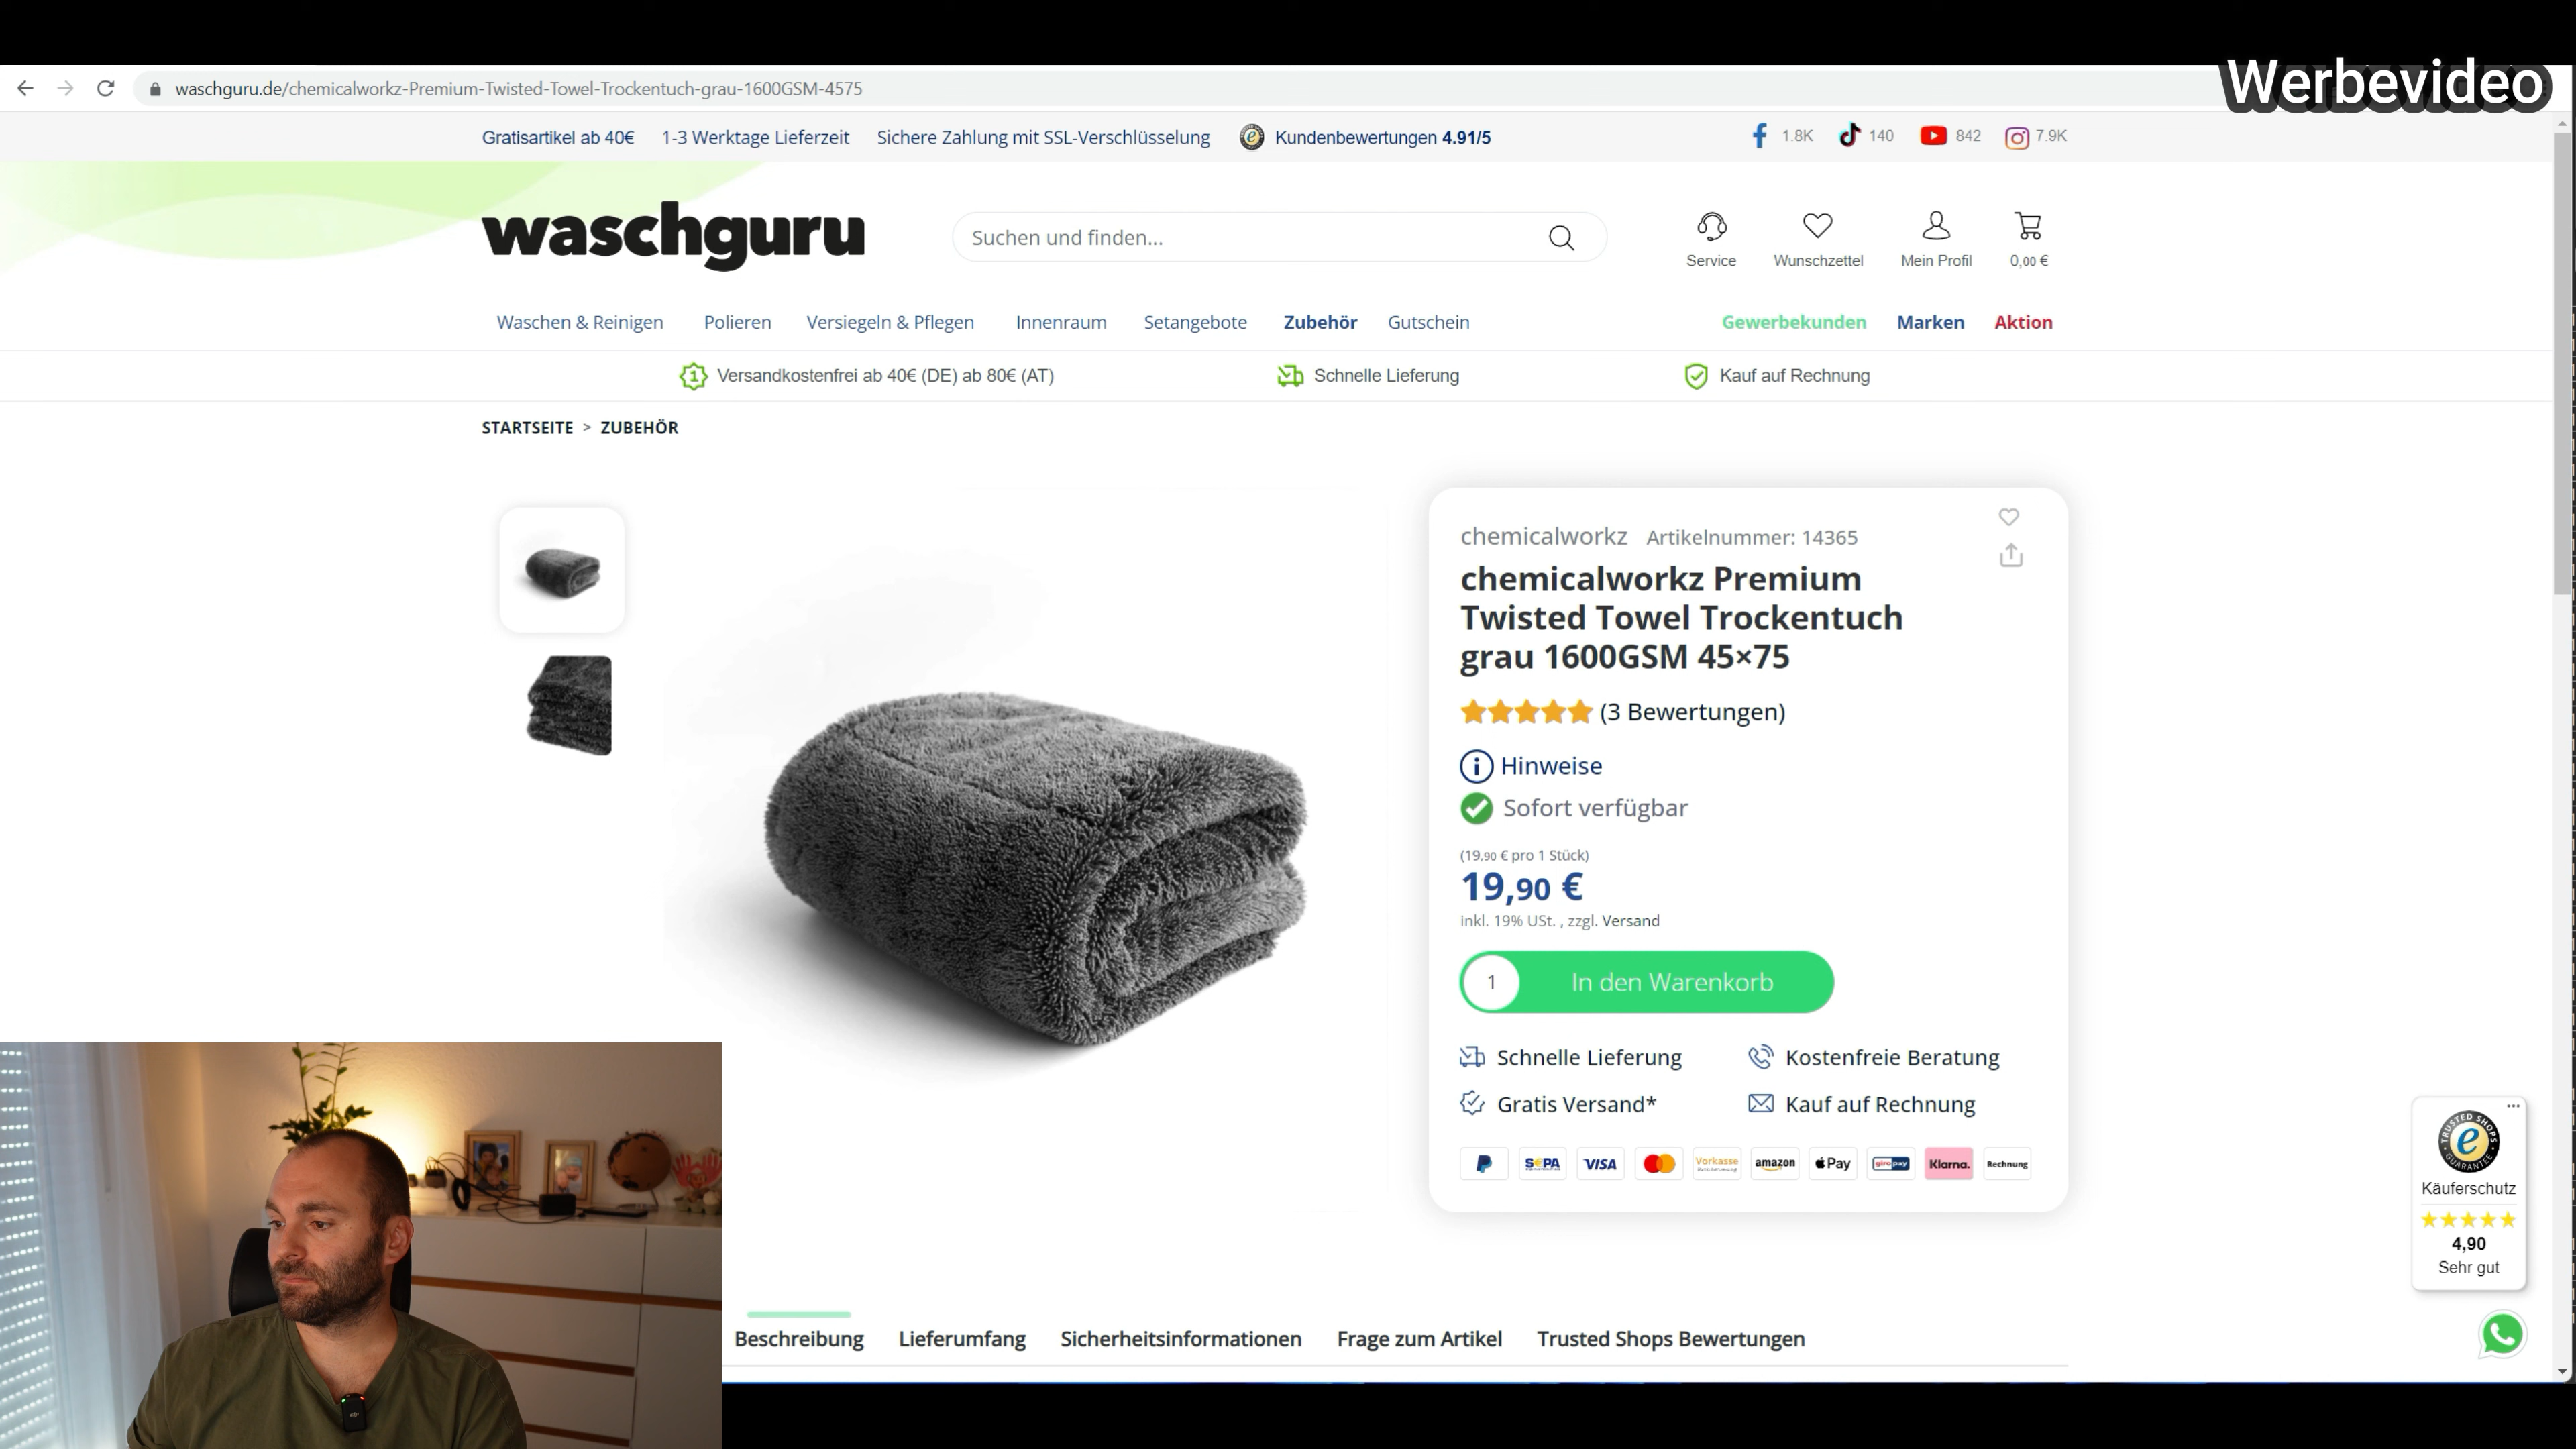 Werbevideo
waschguru.de/chemicalworkz-Premium-Twisted-Towel-Trockentuch-grau-1600GSM-4575
Gratisartikel ab 40€ 1-3 Werktage Lieferzeit Sichere Zahlung mit SSL-Verschlüsselung Kundenbewertungen 4.91/5 1.8K 140 842 7.9K
waschguru
Suchen und finden...
Service Wunschzettel Mein Profil 0,00 €
Waschen & Reinigen Polieren Versiegeln & Pflegen Innenraum Setangebote Zubehör Gutschein Gewerbekunden Marken Aktion
Versandkostenfrei ab 40€ (DE) ab 80€ (AT) Schnelle Lieferung Kauf auf Rechnung
STARTSEITE > ZUBEHÖR
chemicalworkz Artikelnummer: 14365
chemicalworkz Premium
Twisted Towel Trockentuch
grau 1600GSM 45×75
(3 Bewertungen)
Hinweise
Sofort verfügbar
(19,90 € pro 1 Stück)
19,90 €
inkl. 19% USt. , zzgl. Versand
1 In den Warenkorb
Schnelle Lieferung Kostenfreie Beratung
Gratis Versand* Kauf auf Rechnung
SEPA VISA Vorkasse amazon Pay giropay Klarna. Rechnung
TRUSTED SHOPS
GUARANTEE
Käuferschutz
4,90
Sehr gut
Beschreibung Lieferumfang Sicherheitsinformationen Frage zum Artikel Trusted Shops Bewertungen